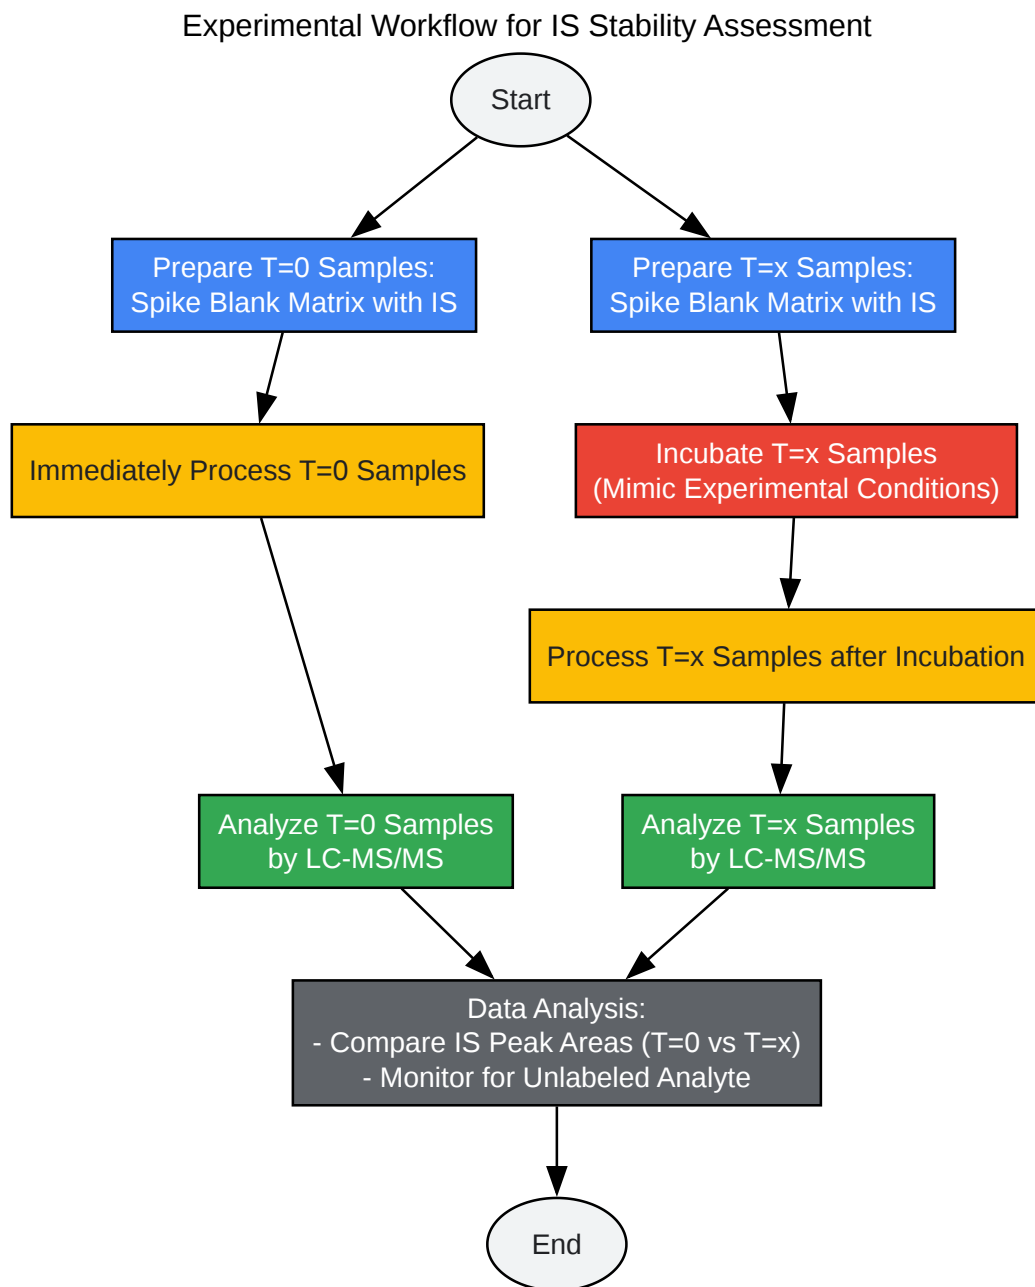 Experimental Workflow for IS Stability Assessment
Start
Prepare T=0 Samples:
Spike Blank Matrix with IS
Prepare T=x Samples:
Spike Blank Matrix with IS
Immediately Process T=0 Samples
Incubate T=x Samples
(Mimic Experimental Conditions)
Process T=x Samples after Incubation
Analyze T=0 Samples
by LC-MS/MS
Analyze T=x Samples
by LC-MS/MS
Data Analysis:
- Compare IS Peak Areas (T=0 vs T=x)
- Monitor for Unlabeled Analyte
End